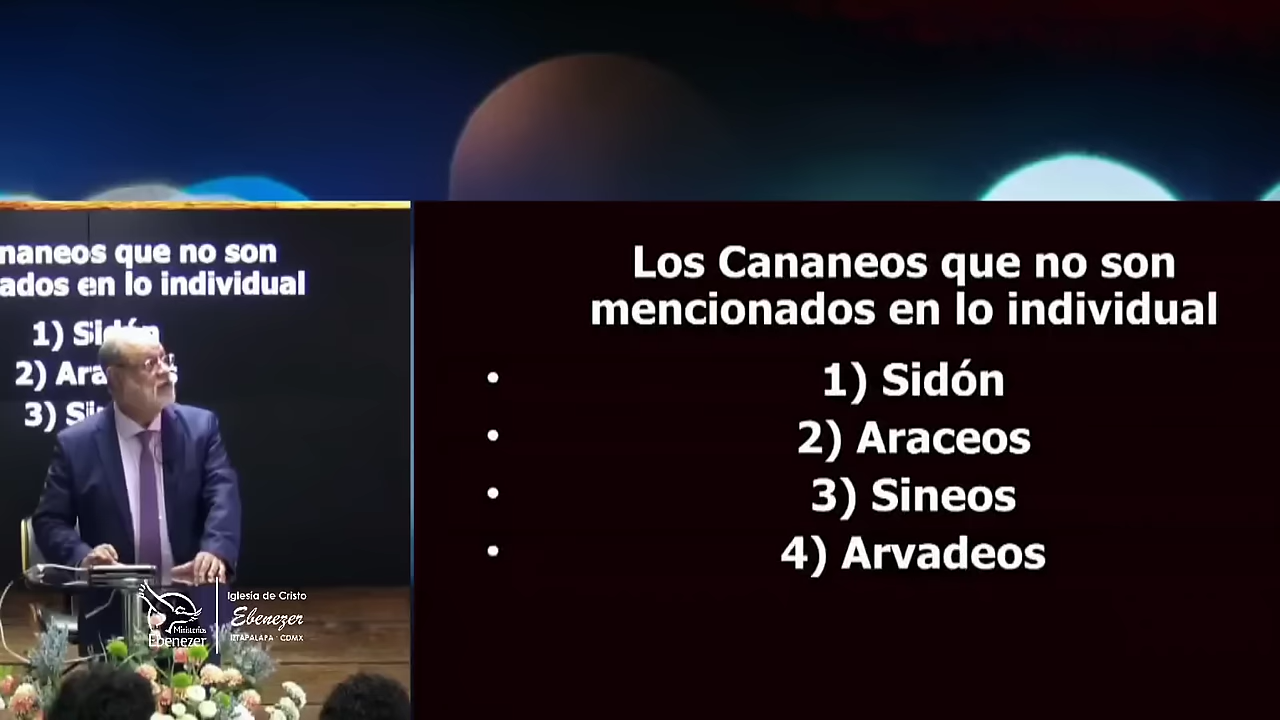 naneos que no son
ados en lo individual
1) Sidón
2) Ara
3) Si
Los Cananeos que no son
mencionados en lo individual
• 1) Sidón
• 2) Araceos
• 3) Sineos
• 4) Arvadeos
Ministerios
Ebenezer
Iglesia de Cristo
Ebenezer
IZTAPALAPA · CDMX